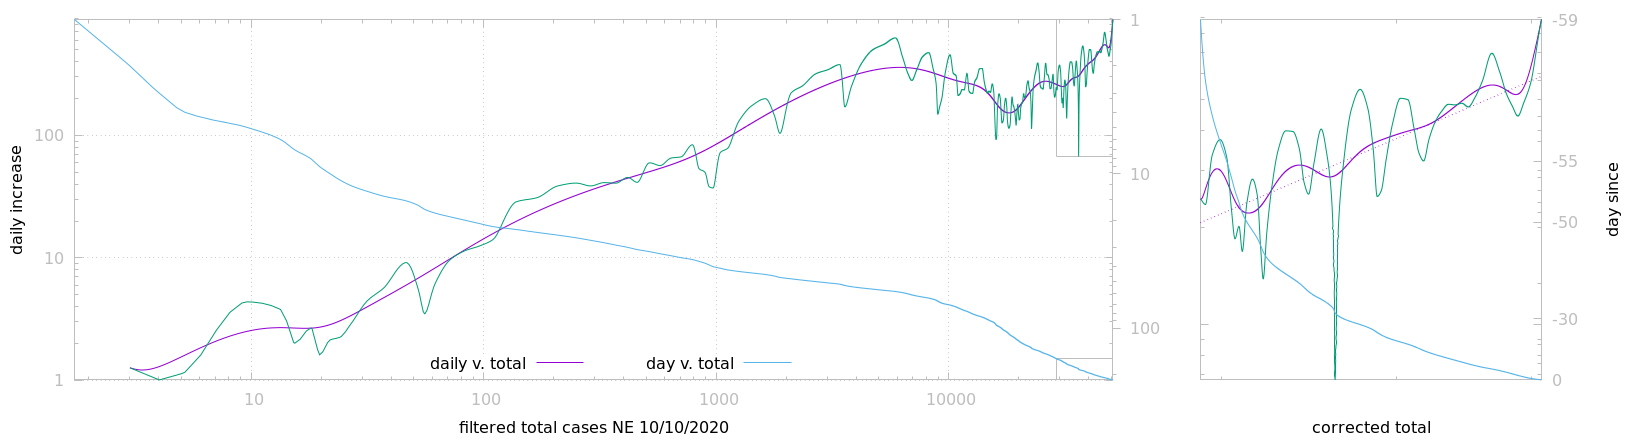 daily increase
100
10
1
10
100
1000
10000
1
10
100
daily v. total
day v. total
filtered total cases NE 10/10/2020
-59
-55
-50
-30
0
day since
corrected total